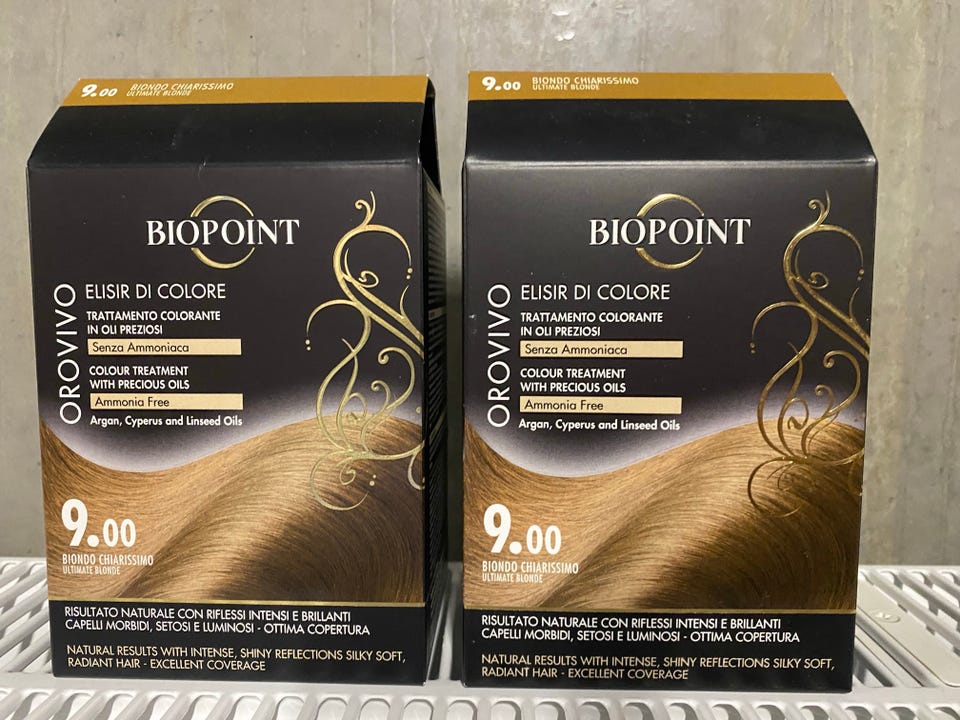 9.00 BIONDO CHIARISSIMO
ULTIMATE BLONDE
BIOPOINT
OROVIVO
ELISIR DI COLORE
TRATTAMENTO COLORANTE
IN OLI PREZIOSI
Senza Ammoniaca
COLOUR TREATMENT
WITH PRECIOUS OILS
Ammonia Free
Argan, Cyperus and Linseed Oils
9.00
BIONDO CHIARISSIMO
ULTIMATE BLONDE
RISULTATO NATURALE CON RIFLESSI INTENSI E BRILLANTI
CAPELLI MORBIDI, SETOSI E LUMINOSI - OTTIMA COPERTURA
NATURAL RESULTS WITH INTENSE, SHINY REFLECTIONS SILKY SOFT,
RADIANT HAIR - EXCELLENT COVERAGE
9.00 BIONDO CHIARISSIMO
ULTIMATE BLONDE
BIOPOINT
OROVIVO
ELISIR DI COLORE
TRATTAMENTO COLORANTE
IN OLI PREZIOSI
Senza Ammoniaca
COLOUR TREATMENT
WITH PRECIOUS OILS
Ammonia Free
Argan, Cyperus and Linseed Oils
9.00
BIONDO CHIARISSIMO
ULTIMATE BLONDE
RISULTATO NATURALE CON RIFLESSI INTENSI E BRILLANTI
CAPELLI MORBIDI, SETOSI E LUMINOSI - OTTIMA COPERTURA
NATURAL RESULTS WITH INTENSE, SHINY REFLECTIONS SILKY SOFT,
RADIANT HAIR - EXCELLENT COVERAGE